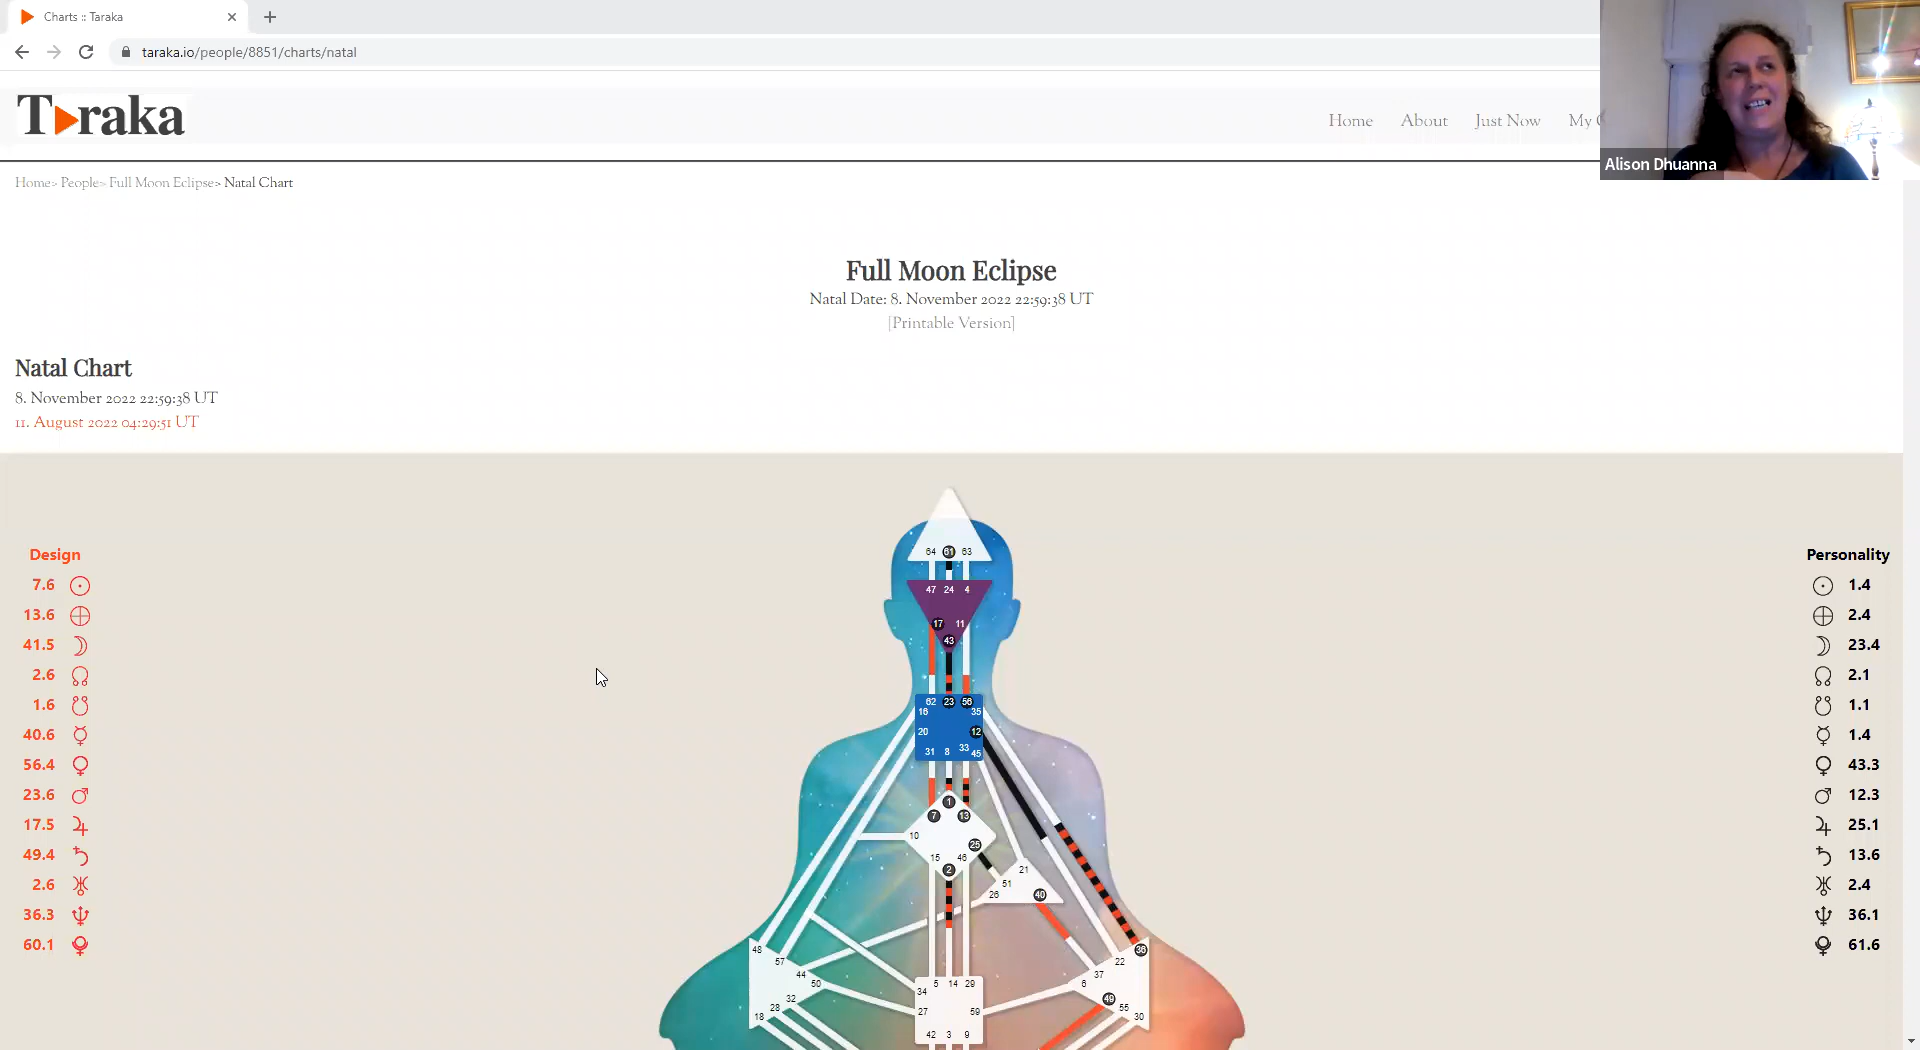 Charts :: Taraka
taraka.io/people/8851/charts/natal
Taraka
Home About Just Now My
Alison Dhuanna
Home> People> Full Moon Eclipse> Natal Chart
Full Moon Eclipse
Natal Date: 8. November 2022 22:59:38 UT
[Printable Version]
Natal Chart
8. November 2022 22:59:38 UT
11. August 2022 04:29:51 UT
Design
7.6
13.6
41.5
2.6
1.6
40.6
56.4
23.6
17.5
49.4
2.6
36.3
60.1
64 61 63
47 24 4
17 11
43
62 23 56
16 35
20 12
31 8 33 45
1
7 13
10 25
15 46
2
21
51
26 40
48
57
44
50
32
28
18
5 14 29
34
27 59
42 3 9
36
22
37
6
49
55
30
Personality
1.4
2.4
23.4
2.1
1.1
1.4
43.3
12.3
25.1
13.6
2.4
36.1
61.6